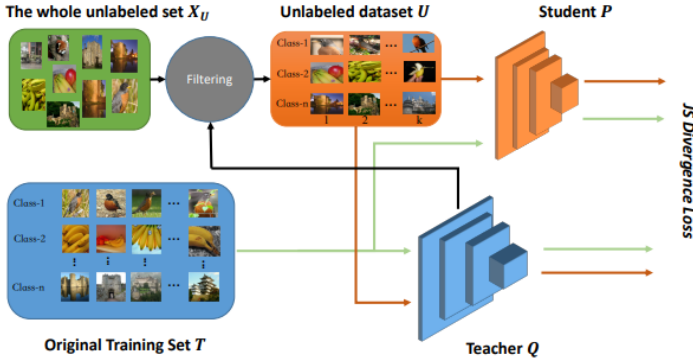 The whole unlabeled set X_U
Unlabeled dataset U
Student P
Class-1
Class-2
Class-n
1 2 k
Filtering
JS Divergence Loss
Class-1
Class-2
Class-n
Original Training Set T
Teacher Q